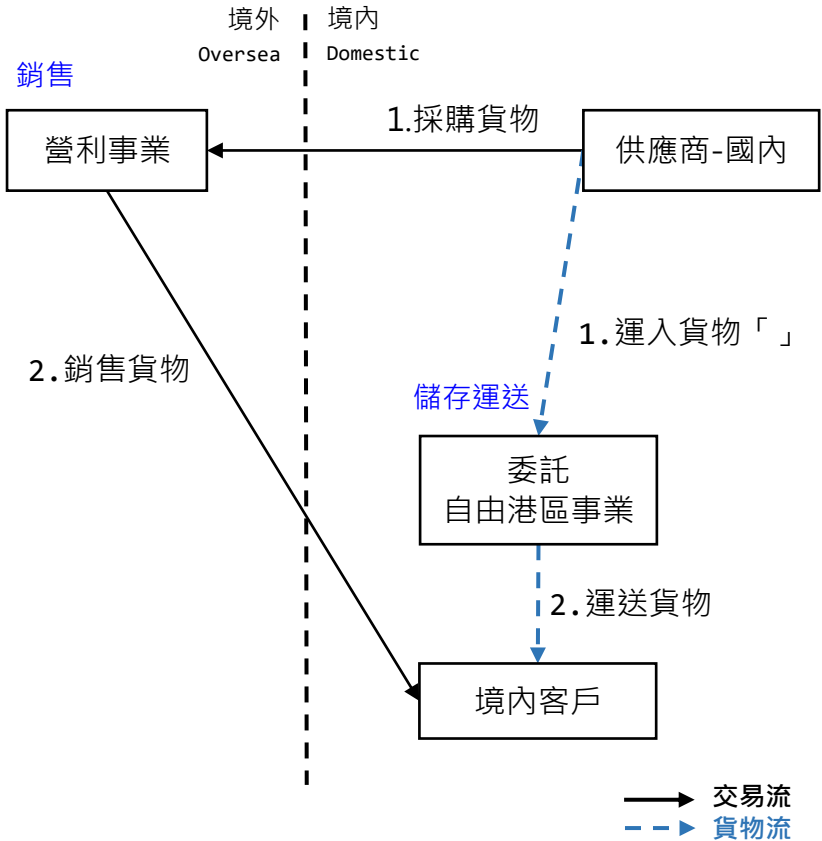 境外 境內
Oversea Domestic
銷售
1.採購貨物
營利事業
供應商-國內
1.運入貨物「 」
2.銷售貨物
儲存運送
委託
自由港區事業
2.運送貨物
境內客戶
交易流
貨物流